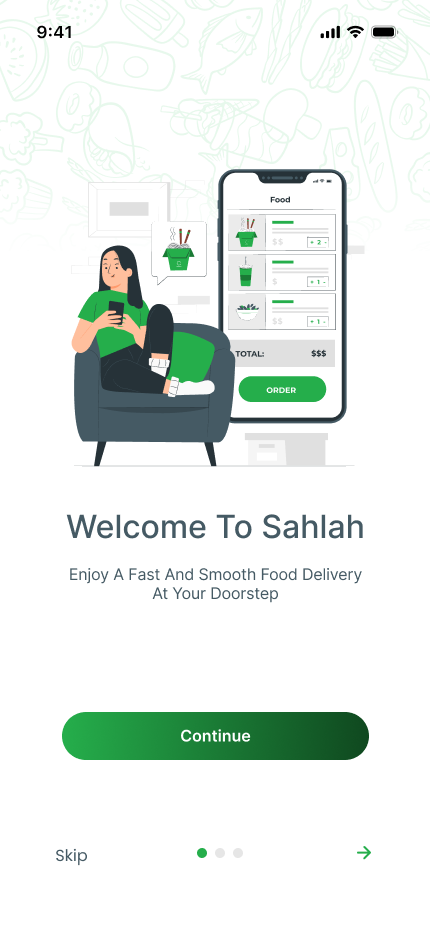 9:41
Food
$$
- 2 -
$
- 1 -
$$
- 1 -
TOTAL:
$$$
ORDER
Welcome To Sahlah
Enjoy A Fast And Smooth Food Delivery
At Your Doorstep
Continue
Skip